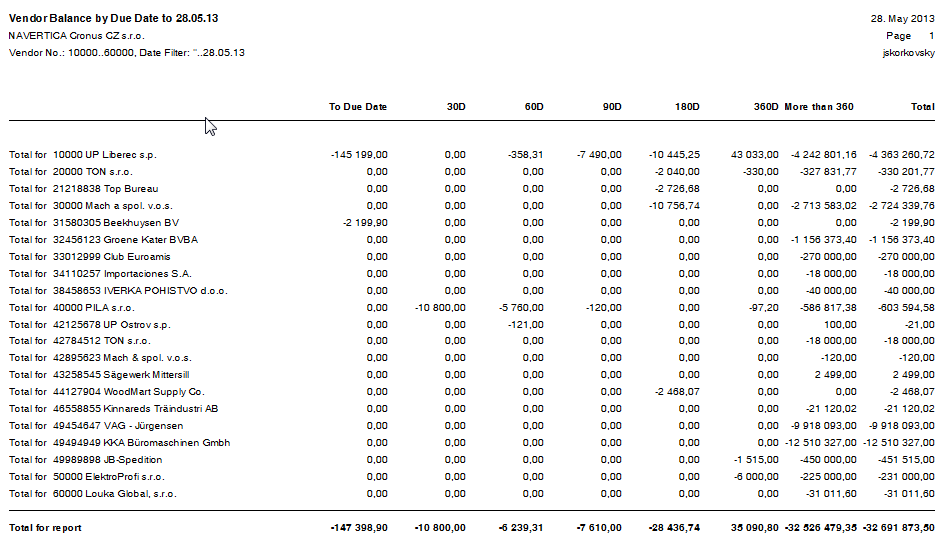 Vendor Balance by Due Date to 28.05.13 28. May 2013
NAVERTICA Cronus CZ s.r.o. Page 1
Vendor No.: 10000..60000, Date Filter: ''..28.05.13 jskorkovsky
To Due Date 30D 60D 90D 180D 360D More than 360 Total
Total for 10000 UP Liberec s.p. -145 199,00 0,00 -358,31 -7 490,00 -10 445,25 43 033,00 -4 242 801,16 -4 363 260,72
Total for 20000 TON s.r.o. 0,00 0,00 0,00 0,00 -2 040,00 -330,00 -327 831,77 -330 201,77
Total for 21218838 Top Bureau 0,00 0,00 0,00 0,00 -2 726,68 0,00 0,00 -2 726,68
Total for 30000 Mach a spol. v.o.s. 0,00 0,00 0,00 0,00 -10 756,74 0,00 -2 713 583,02 -2 724 339,76
Total for 31580305 Beekhuysen BV -2 199,90 0,00 0,00 0,00 0,00 0,00 0,00 -2 199,90
Total for 32456123 Groene Kater BVBA 0,00 0,00 0,00 0,00 0,00 0,00 -1 156 373,40 -1 156 373,40
Total for 33012999 Club Euroamis 0,00 0,00 0,00 0,00 0,00 0,00 -270 000,00 -270 000,00
Total for 34110257 Importaciones S.A. 0,00 0,00 0,00 0,00 0,00 0,00 -18 000,00 -18 000,00
Total for 38458653 IVERKA POHISTVO d.o.o. 0,00 0,00 0,00 0,00 0,00 0,00 -40 000,00 -40 000,00
Total for 40000 PILA s.r.o. 0,00 -10 800,00 -5 760,00 -120,00 0,00 -97,20 -586 817,38 -603 594,58
Total for 42125678 UP Ostrov s.p. 0,00 0,00 -121,00 0,00 0,00 0,00 100,00 -21,00
Total for 42784512 TON s.r.o. 0,00 0,00 0,00 0,00 0,00 0,00 -18 000,00 -18 000,00
Total for 42895623 Mach & spol. v.o.s. 0,00 0,00 0,00 0,00 0,00 0,00 -120,00 -120,00
Total for 43258545 Sägewerk Mittersill 0,00 0,00 0,00 0,00 0,00 0,00 2 499,00 2 499,00
Total for 44127904 WoodMart Supply Co. 0,00 0,00 0,00 0,00 -2 468,07 0,00 0,00 -2 468,07
Total for 46558855 Kinnareds Träindustri AB 0,00 0,00 0,00 0,00 0,00 0,00 -21 120,02 -21 120,02
Total for 49454647 VAG - Jürgensen 0,00 0,00 0,00 0,00 0,00 0,00 -9 918 093,00 -9 918 093,00
Total for 49494949 KKA Büromaschinen Gmbh 0,00 0,00 0,00 0,00 0,00 0,00 -12 510 327,00 -12 510 327,00
Total for 49989898 JB-Spedition 0,00 0,00 0,00 0,00 0,00 -1 515,00 -450 000,00 -451 515,00
Total for 50000 ElektroProfi s.r.o. 0,00 0,00 0,00 0,00 0,00 -6 000,00 -225 000,00 -231 000,00
Total for 60000 Louka Global, s.r.o. 0,00 0,00 0,00 0,00 0,00 0,00 -31 011,60 -31 011,60
Total for report -147 398,90 -10 800,00 -6 239,31 -7 610,00 -28 436,74 35 090,80 -32 526 479,35 -32 691 873,50